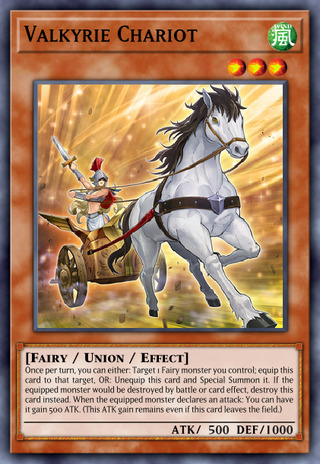 Valkyrie Chariot
WIND
風
[Fairy / Union / Effect]
Once per turn, you can either: Target 1 Fairy monster you control; equip this
card to that target, OR: Unequip this card and Special Summon it. If the
equipped monster would be destroyed by battle or card effect, destroy this
card instead. When the equipped monster declares an attack: You can have
it gain 500 ATK. (This ATK gain remains even if this card leaves the field.)
ATK/ 500 DEF/1000